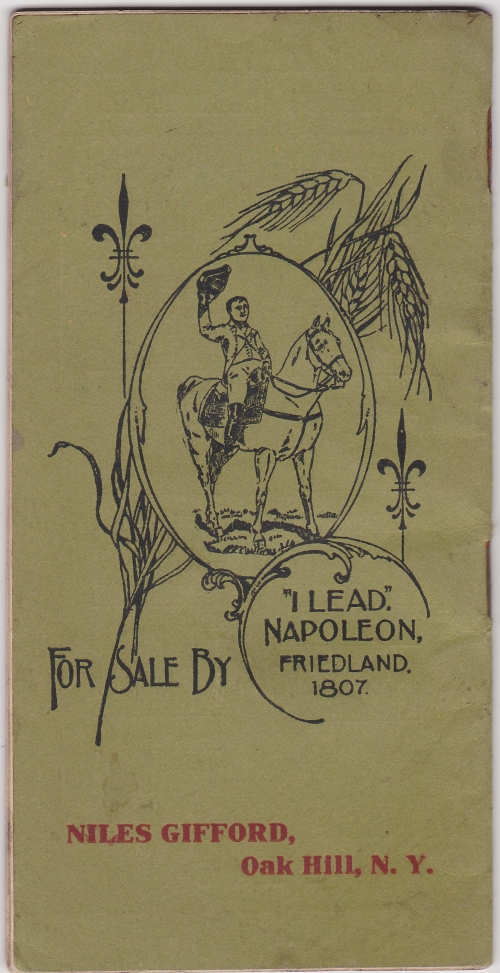 "I LEAD".
NAPOLEON,
FRIEDLAND.
1807.
FOR SALE BY
NILES GIFFORD,
Oak Hill, N. Y.